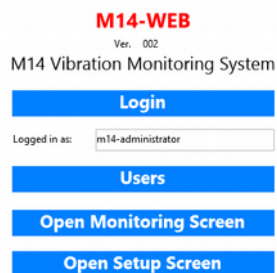 M14-WEB
Ver. 002
M14 Vibration Monitoring System
Login
Logged in as: m14-administrator
Users
Open Monitoring Screen
Open Setup Screen